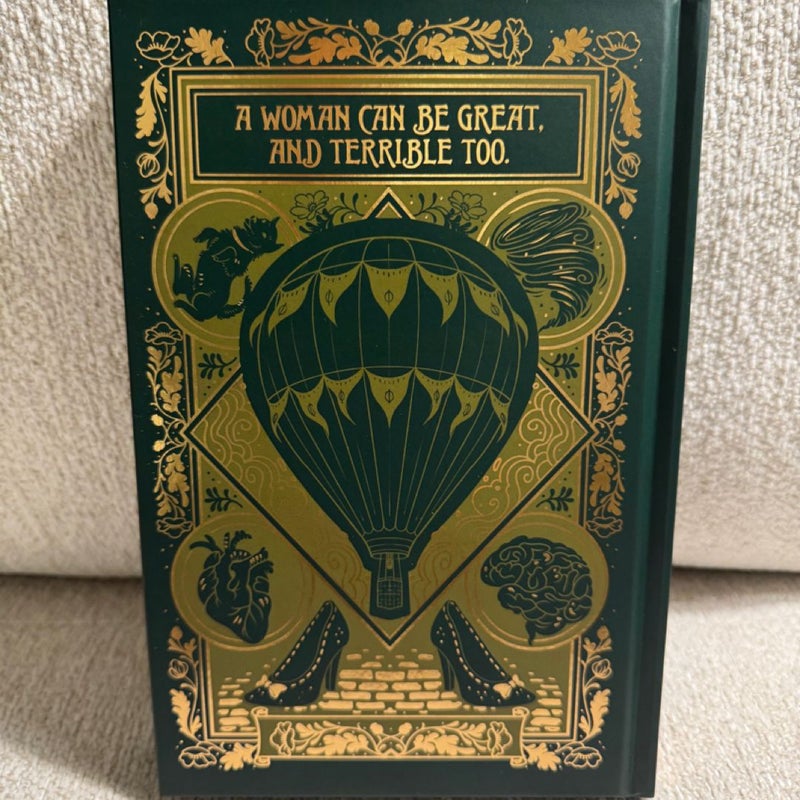 A WOMAN CAN BE GREAT,
AND TERRIBLE TOO.